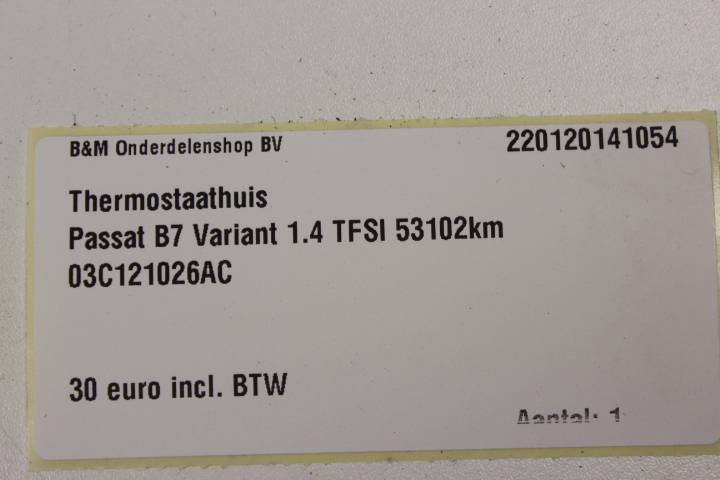 B&M Onderdelenshop BV
220120141054
Thermostaathuis
Passat B7 Variant 1.4 TFSI 53102km
03C121026AC
30 euro incl. BTW
Aantal: 1